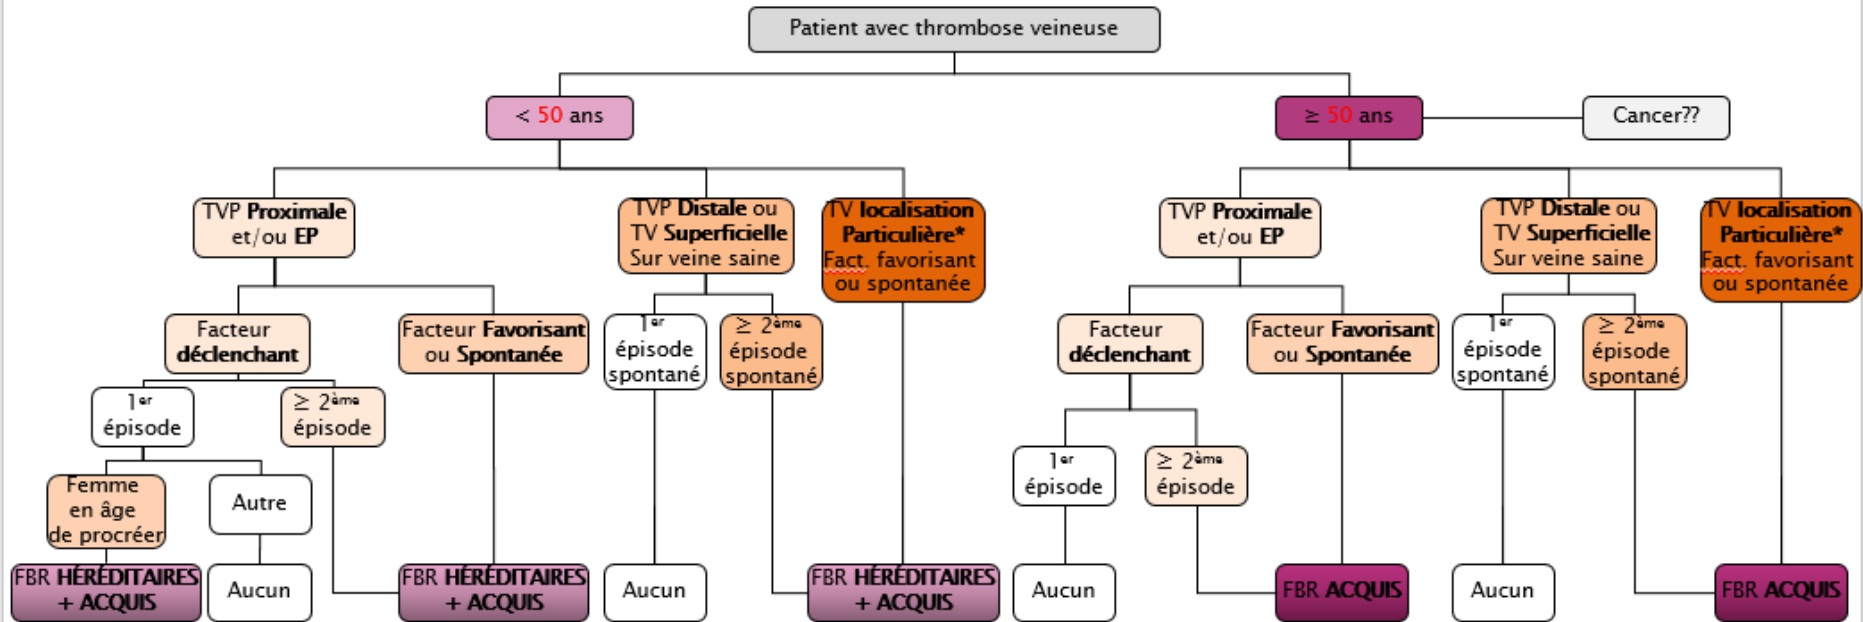 Patient avec thrombose veineuse
< 50 ans
≥ 50 ans
Cancer??
TVP Proximale
et/ou EP
TVP Distale ou
TV Superficielle
Sur veine saine
TV localisation
Particulière*
Fact. favorisant
ou spontanée
TVP Proximale
et/ou EP
TVP Distale ou
TV Superficielle
Sur veine saine
TV localisation
Particulière*
Fact. favorisant
ou spontanée
Facteur
déclenchant
Facteur Favorisant
ou Spontanée
1er
épisode
spontané
≥ 2ème
épisode
spontané
Facteur
déclenchant
Facteur Favorisant
ou Spontanée
1er
épisode
spontané
≥ 2ème
épisode
spontané
1er
épisode
≥ 2ème
épisode
1er
épisode
≥ 2ème
épisode
Femme
en âge
de procréer
Autre
FBR HÉRÉDITAIRES
+ ACQUIS
Aucun
FBR HÉRÉDITAIRES
+ ACQUIS
Aucun
FBR HÉRÉDITAIRES
+ ACQUIS
Aucun
FBR ACQUIS
Aucun
FBR ACQUIS